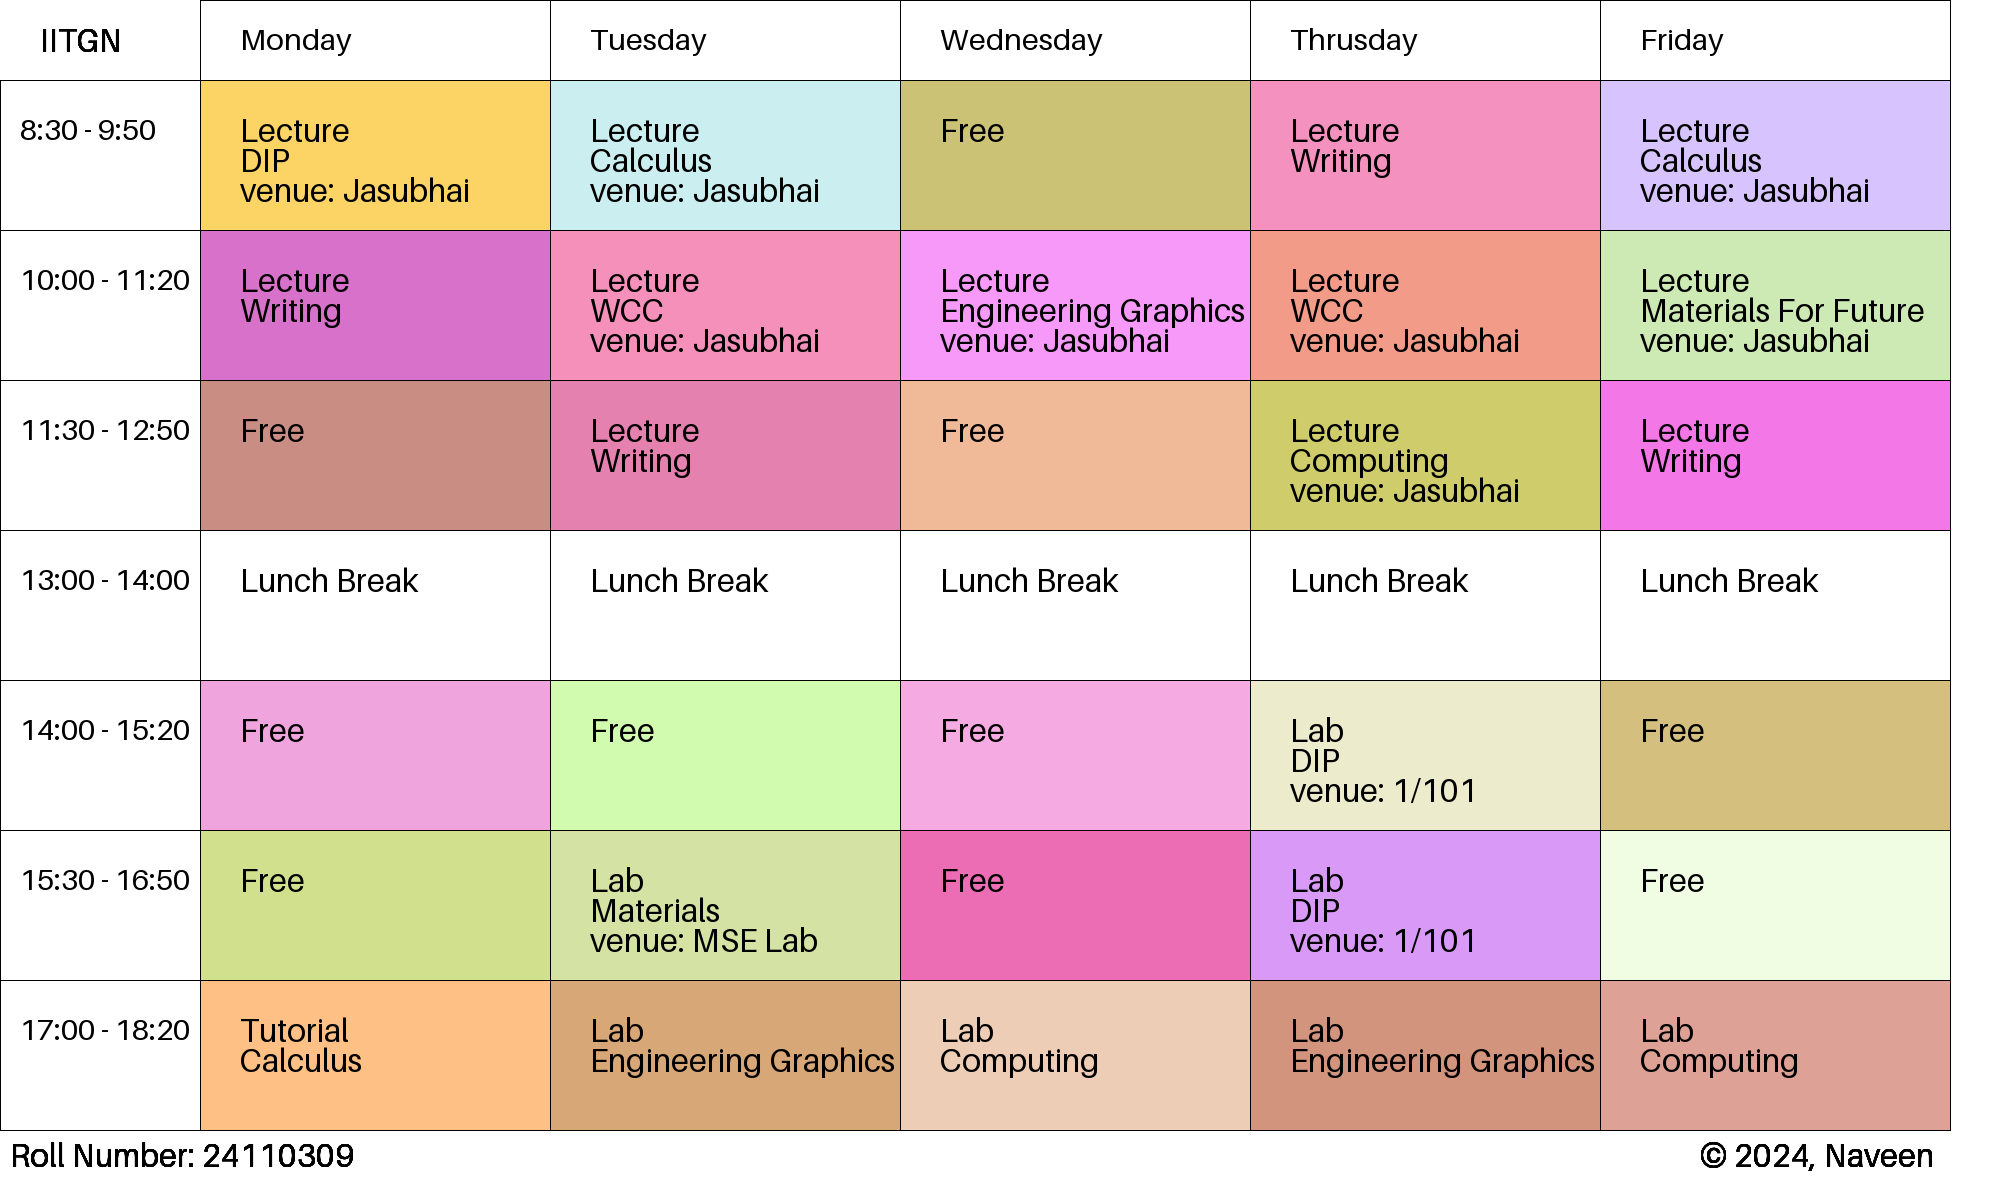 IITGN
Monday
Tuesday
Wednesday
Thrusday
Friday
8:30 - 9:50
Lecture
DIP
venue: Jasubhai
Lecture
Calculus
venue: Jasubhai
Free
Lecture
Writing
Lecture
Calculus
venue: Jasubhai
10:00 - 11:20
Lecture
Writing
Lecture
WCC
venue: Jasubhai
Lecture
Engineering Graphics
venue: Jasubhai
Lecture
WCC
venue: Jasubhai
Lecture
Materials For Future
venue: Jasubhai
11:30 - 12:50
Free
Lecture
Writing
Free
Lecture
Computing
venue: Jasubhai
Lecture
Writing
13:00 - 14:00
Lunch Break
Lunch Break
Lunch Break
Lunch Break
Lunch Break
14:00 - 15:20
Free
Free
Free
Lab
DIP
venue: 1/101
Free
15:30 - 16:50
Free
Lab
Materials
venue: MSE Lab
Free
Lab
DIP
venue: 1/101
Free
17:00 - 18:20
Tutorial
Calculus
Lab
Engineering Graphics
Lab
Computing
Lab
Engineering Graphics
Lab
Computing
Roll Number: 24110309
© 2024, Naveen